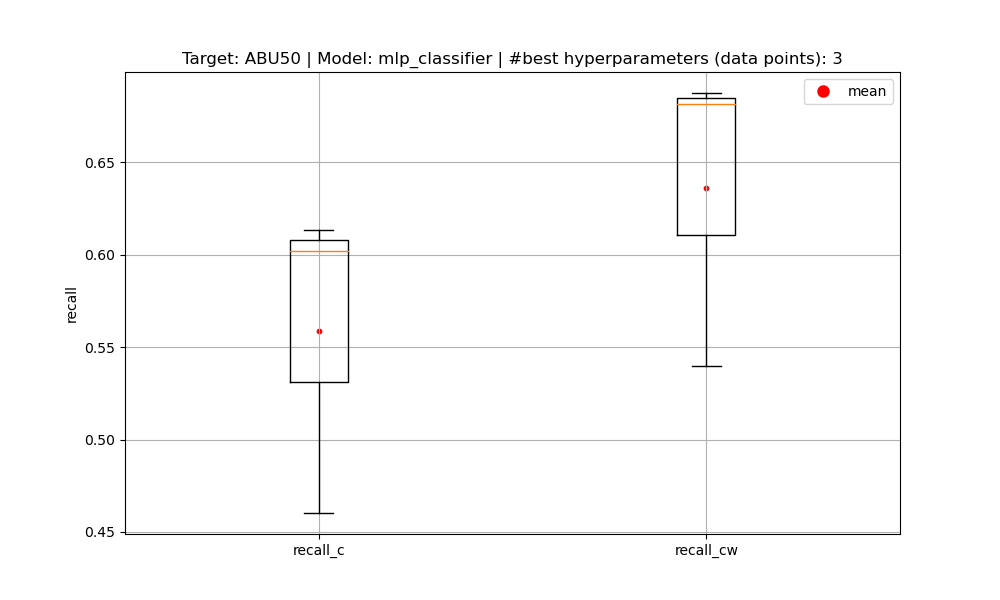 Target: ABU50 | Model: mlp_classifier | #best hyperparameters (data points): 3
mean
0.65
0.60
0.55
0.50
0.45
recall
recall_c
recall_cw